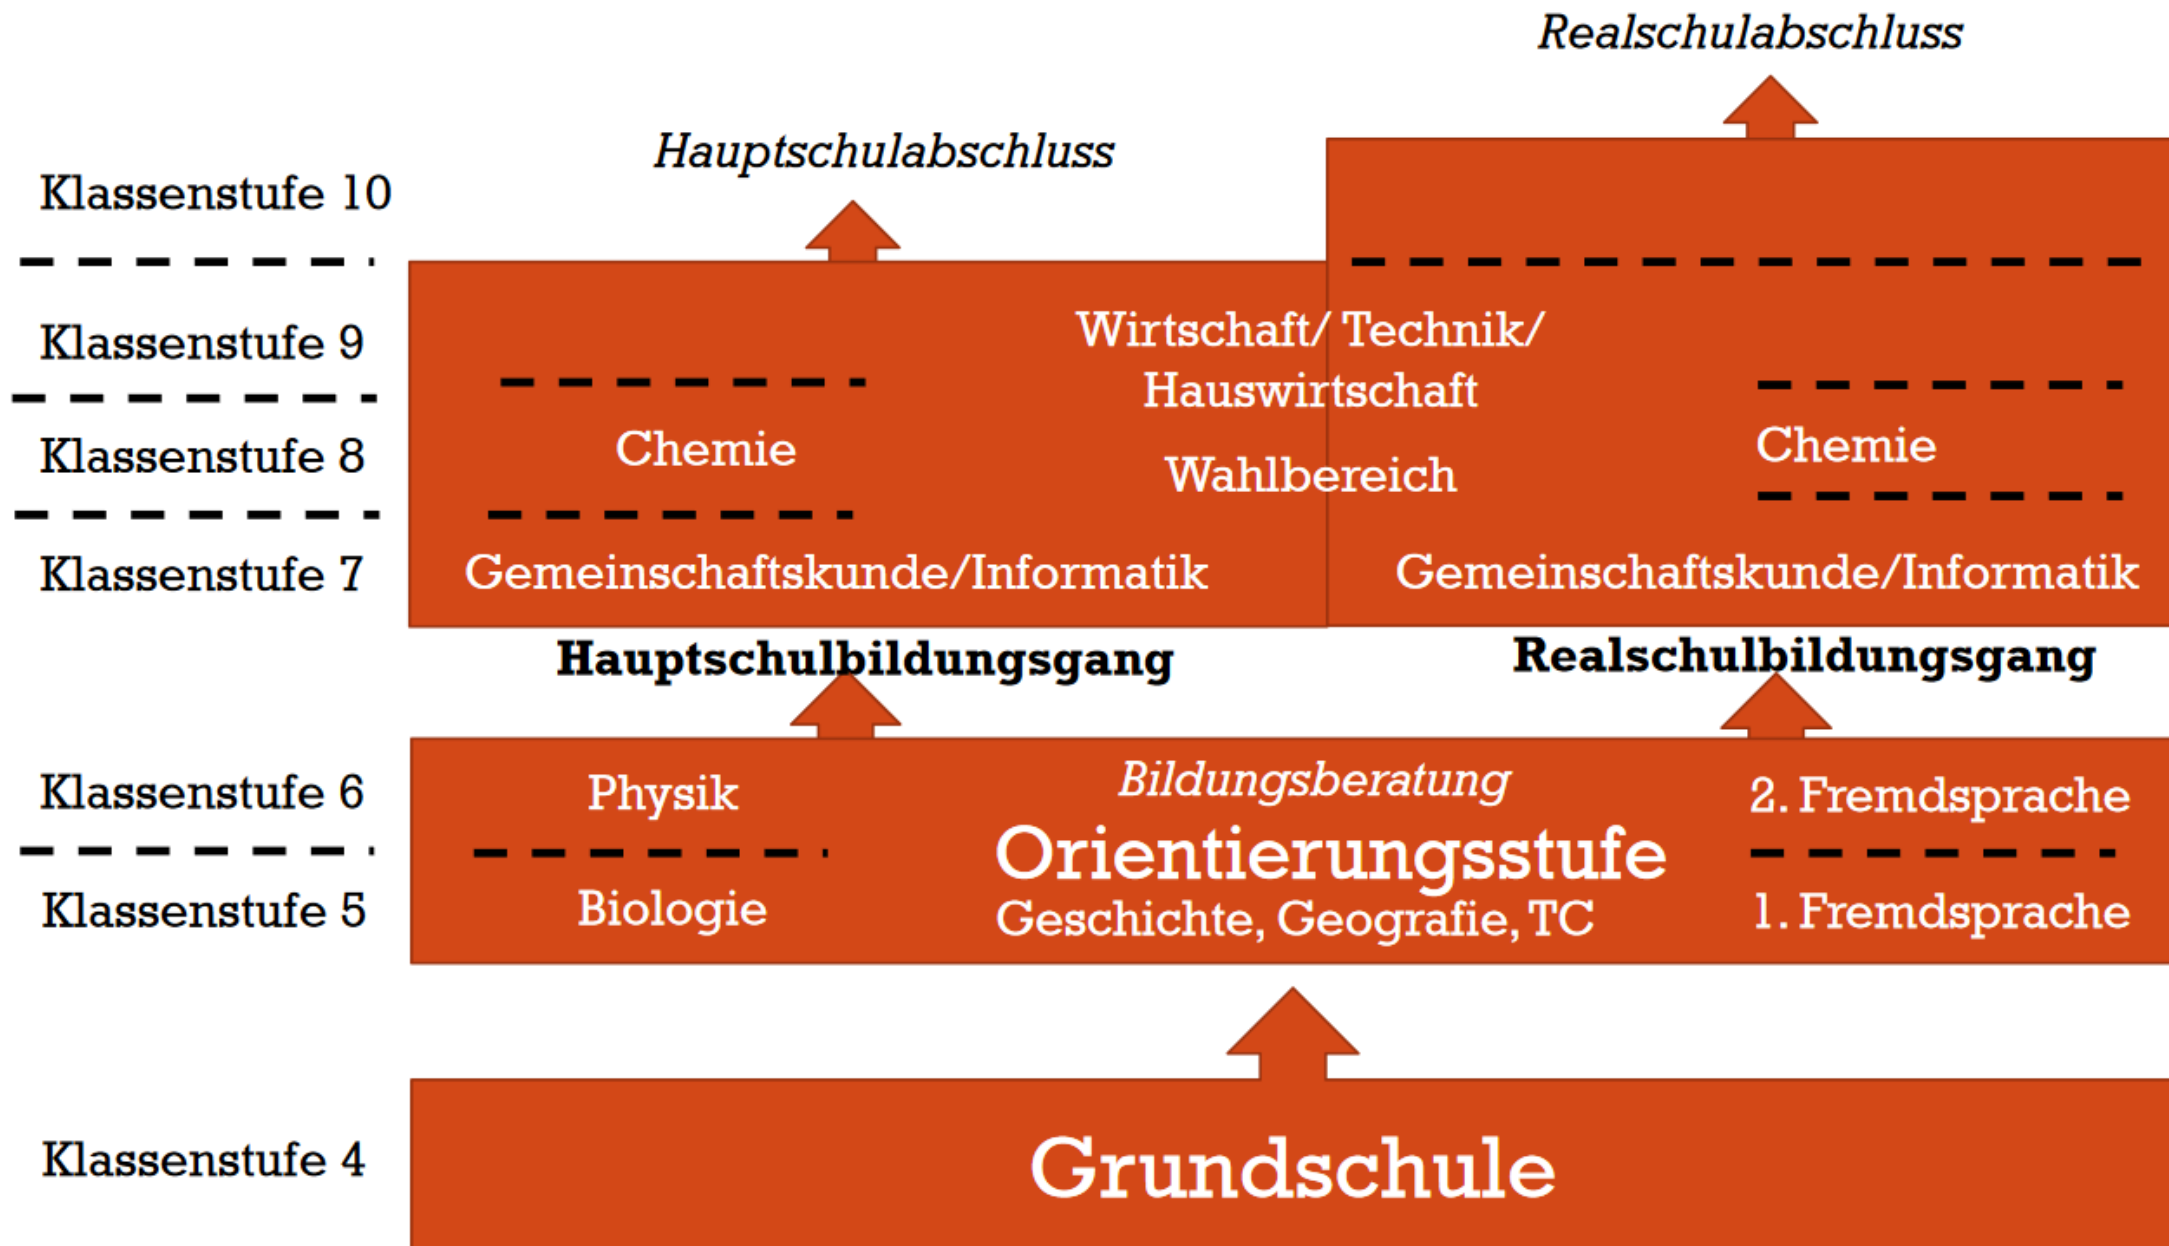 Realschulabschluss
Hauptschulabschluss
Klassenstufe 10
Klassenstufe 9
Wirtschaft/ Technik/
Hauswirtschaft
Klassenstufe 8
Chemie
Wahlbereich
Chemie
Klassenstufe 7
Gemeinschaftskunde/Informatik
Gemeinschaftskunde/Informatik
Hauptschulbildungsgang
Realschulbildungsgang
Klassenstufe 6
Physik
Bildungsberatung
2. Fremdsprache
Orientierungsstufe
Klassenstufe 5
Biologie
Geschichte, Geografie, TC
1. Fremdsprache
Klassenstufe 4
Grundschule